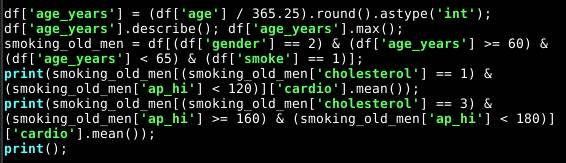 df['age_years'] = (df['age'] / 365.25).round().astype('int');
df['age_years'].describe(); df['age_years'].max();
smoking_old_men = df[(df['gender'] == 2) & (df['age_years'] >= 60) &
(df['age_years'] < 65) & (df['smoke'] == 1)];
print(smoking_old_men[(smoking_old_men['cholesterol'] == 1) &
(smoking_old_men['ap_hi'] < 120)]['cardio'].mean());
print(smoking_old_men[(smoking_old_men['cholesterol'] == 3) &
(smoking_old_men['ap_hi'] >= 160) & (smoking_old_men['ap_hi'] < 180)]
['cardio'].mean());
print();